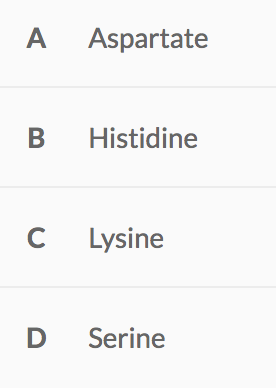 A Aspartate
B Histidine
C Lysine
D Serine